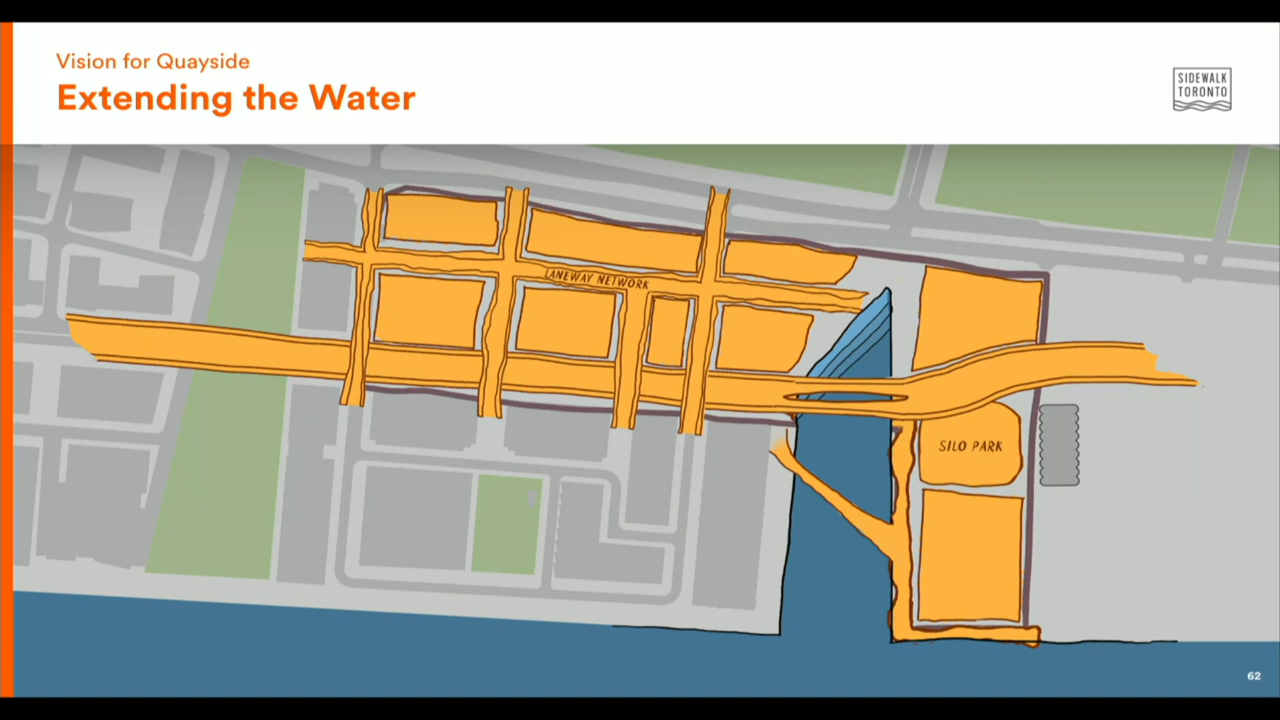 Vision for Quayside
Extending the Water
SIDEWALK
TORONTO
LANEWAY NETWORK
SILO PARK
62